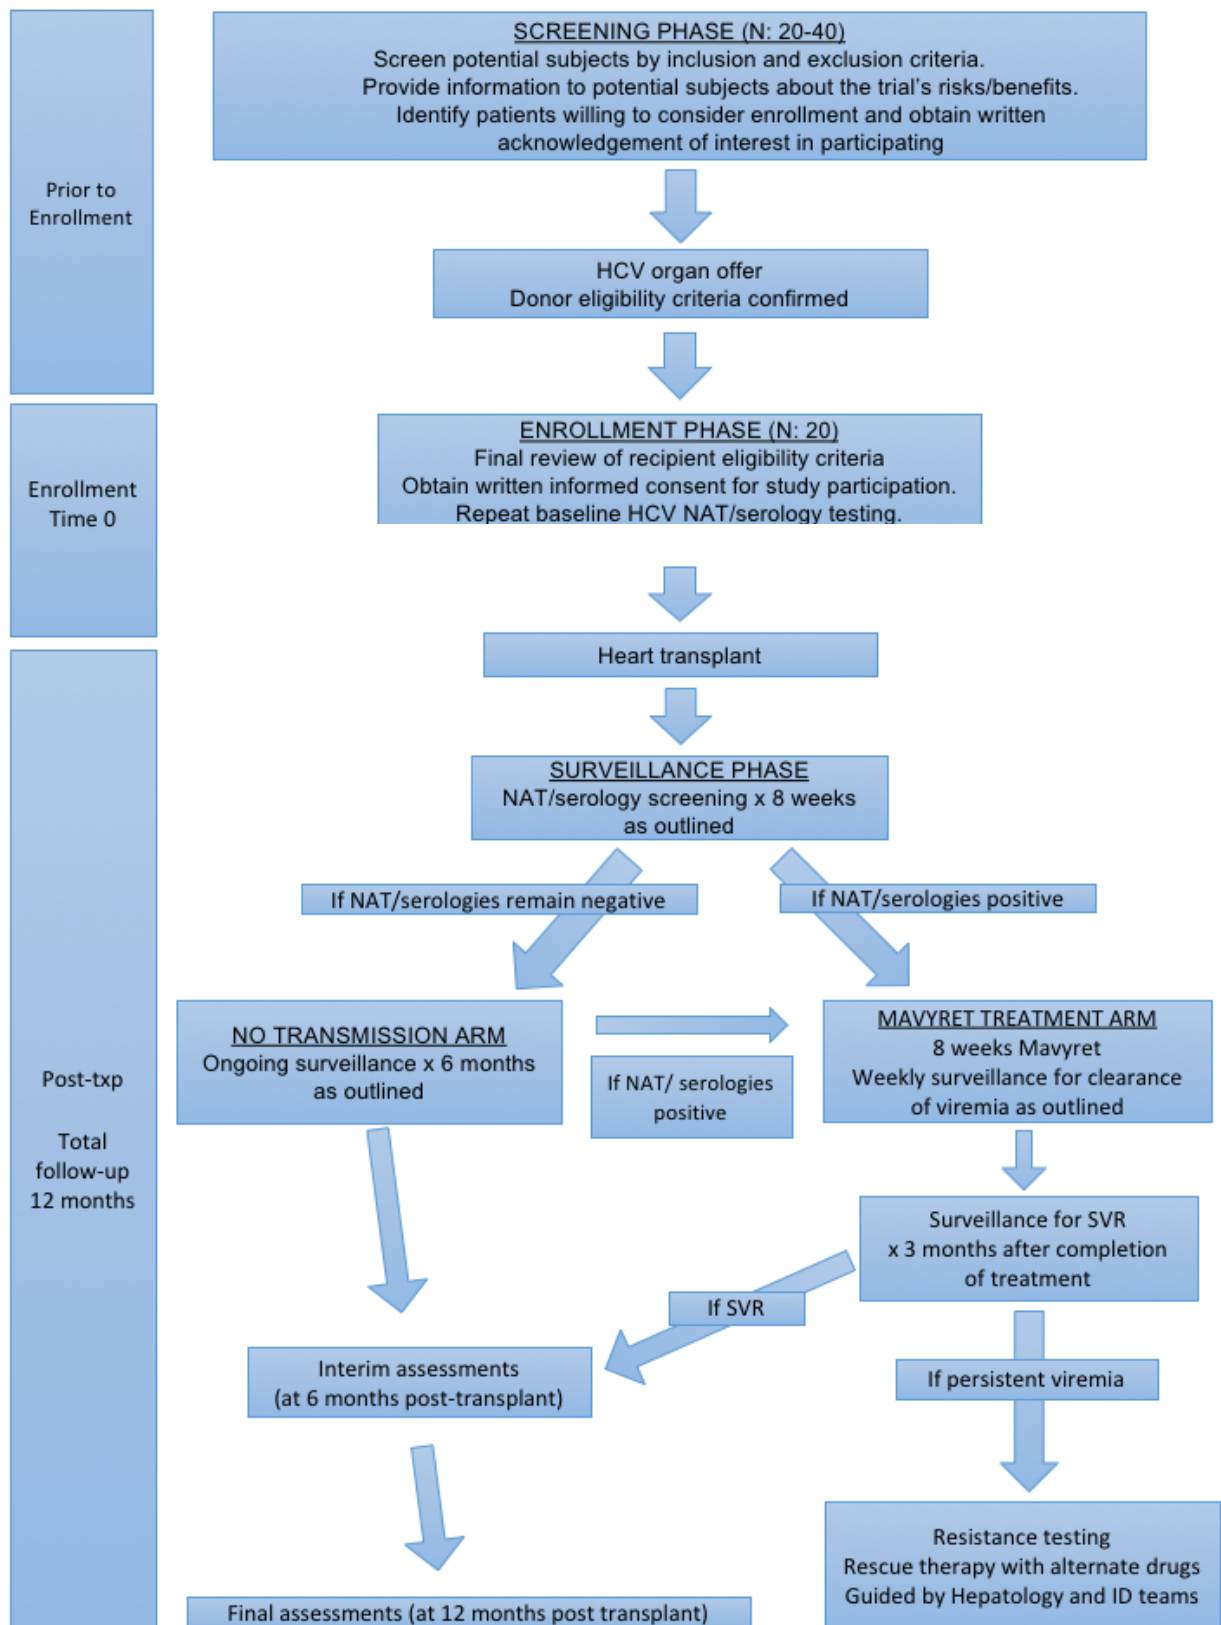 Prior to
Enrollment
SCREENING PHASE (N: 20-40)
Screen potential subjects by inclusion and exclusion criteria.
Provide information to potential subjects about the trial's risks/benefits.
Identify patients willing to consider enrollment and obtain written
acknowledgement of interest in participating
HCV organ offer
Donor eligibility criteria confirmed
Enrollment
Time 0
ENROLLMENT PHASE (N: 20)
Final review of recipient eligibility criteria
Obtain written informed consent for study participation.
Repeat baseline HCV NAT/serology testing.
Post-txp
Total
follow-up
12 months
Heart transplant
SURVEILLANCE PHASE
NAT/serology screening x 8 weeks
as outlined
If NAT/serologies remain negative
If NAT/serologies positive
NO TRANSMISSION ARM
Ongoing surveillance x 6 months
as outlined
If NAT/ serologies
positive
MAVYRET TREATMENT ARM
8 weeks Mavyret
Weekly surveillance for clearance
of viremia as outlined
Surveillance for SVR
x 3 months after completion
of treatment
If SVR
If persistent viremia
Interim assessments
(at 6 months post-transplant)
Resistance testing
Rescue therapy with alternate drugs
Guided by Hepatology and ID teams
Final assessments (at 12 months post transplant)